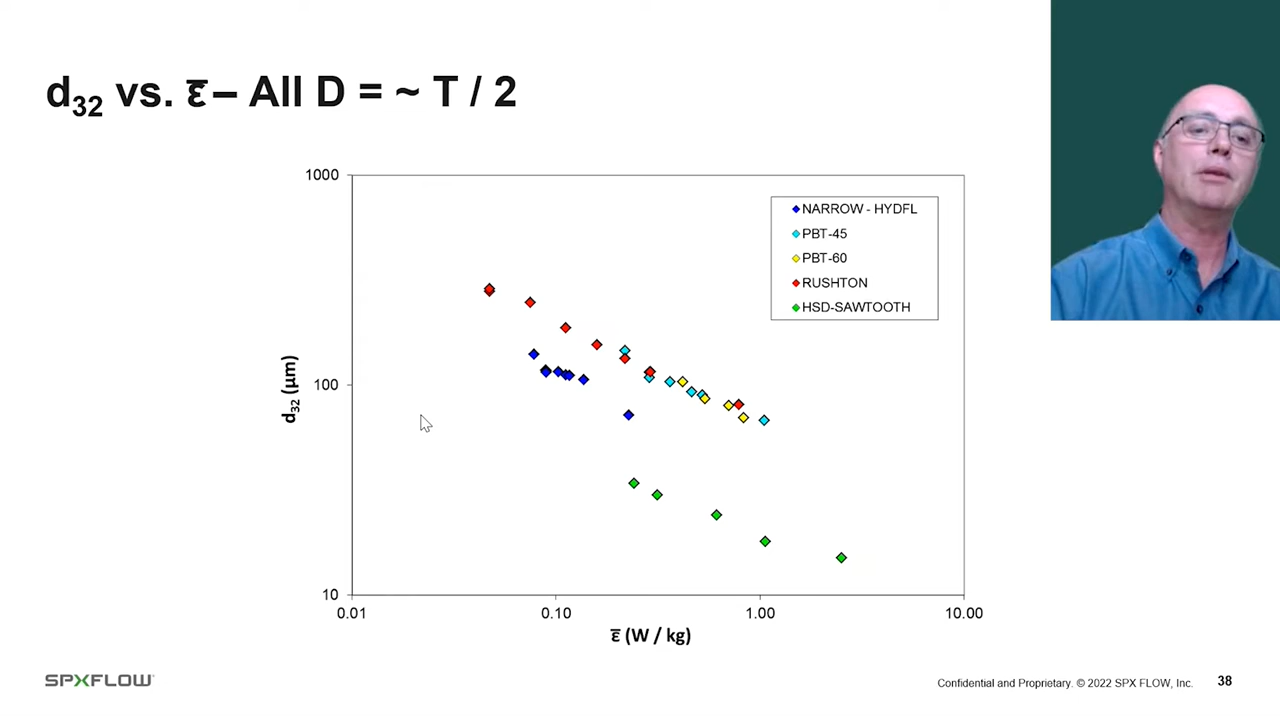 d32 vs. ε̅ – All D = ~ T / 2
1000
100
10
d32 (µm)
NARROW - HYDFL
PBT-45
PBT-60
RUSHTON
HSD-SAWTOOTH
0.01
0.10
1.00
10.00
ε̅ (W / kg)
SPXFLOW
Confidential and Proprietary. © 2022 SPX FLOW, Inc.
38